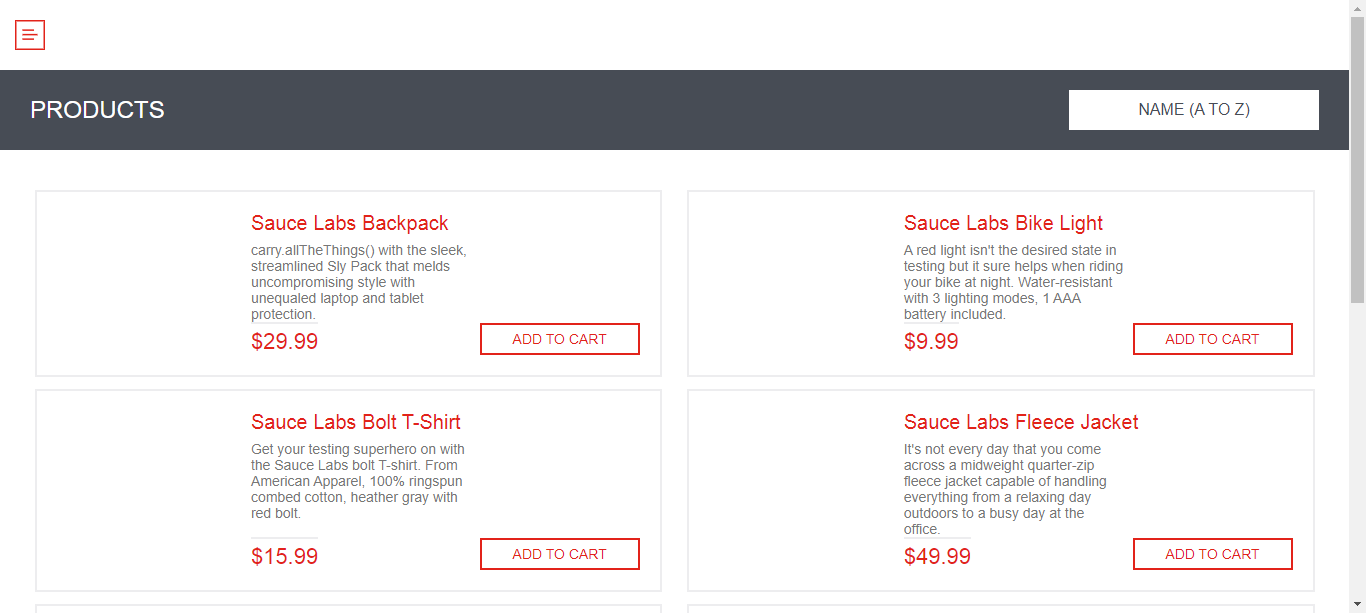 PRODUCTS
NAME (A TO Z)
Sauce Labs Backpack
carry.allTheThings() with the sleek,
streamlined Sly Pack that melds
uncompromising style with
unequaled laptop and tablet
protection.
$29.99
ADD TO CART
Sauce Labs Bike Light
A red light isn't the desired state in
testing but it sure helps when riding
your bike at night. Water-resistant
with 3 lighting modes, 1 AAA
battery included.
$9.99
ADD TO CART
Sauce Labs Bolt T-Shirt
Get your testing superhero on with
the Sauce Labs bolt T-shirt. From
American Apparel, 100% ringspun
combed cotton, heather gray with
red bolt.
$15.99
ADD TO CART
Sauce Labs Fleece Jacket
It's not every day that you come
across a midweight quarter-zip
fleece jacket capable of handling
everything from a relaxing day
outdoors to a busy day at the
office.
$49.99
ADD TO CART